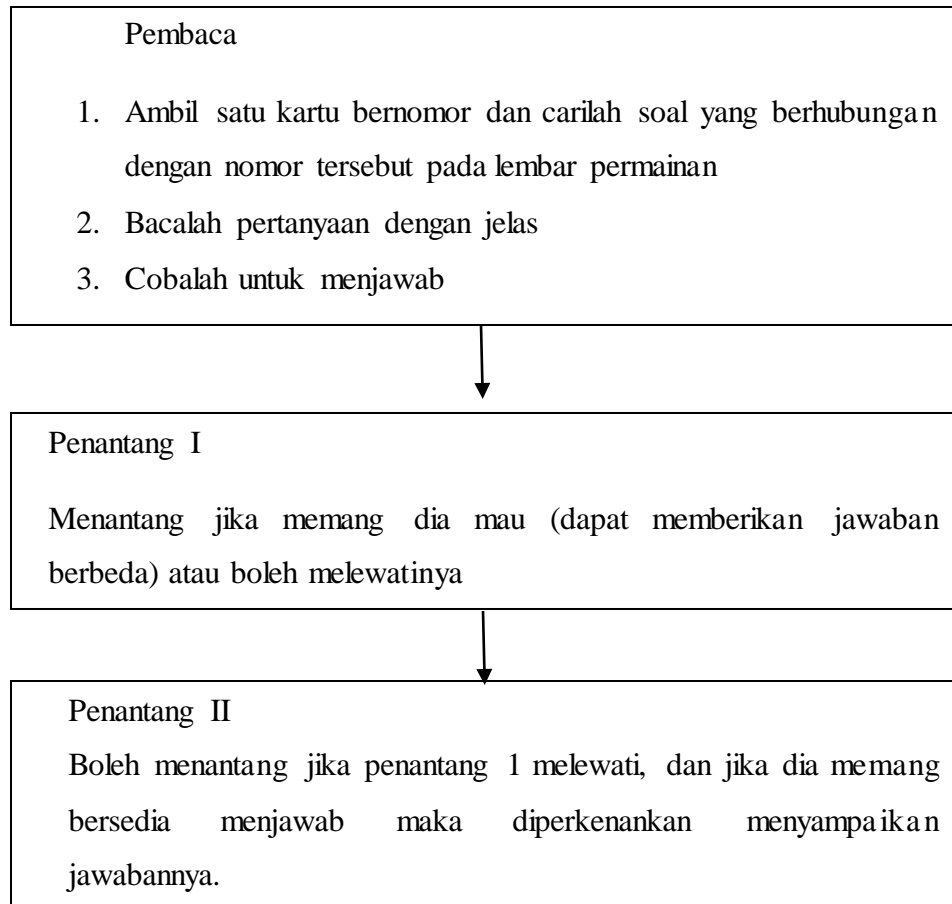 Pembaca
1. Ambil satu kartu bernomor dan carilah soal yang berhubungan
dengan nomor tersebut pada lembar permainan
2. Bacalah pertanyaan dengan jelas
3. Cobalah untuk menjawab
Penantang I
Menantang jika memang dia mau (dapat memberikan jawaban
berbeda) atau boleh melewatinya
Penantang II
Boleh menantang jika penantang 1 melewati, dan jika dia memang
bersedia menjawab maka diperkenankan menyampaikan
jawabannya.